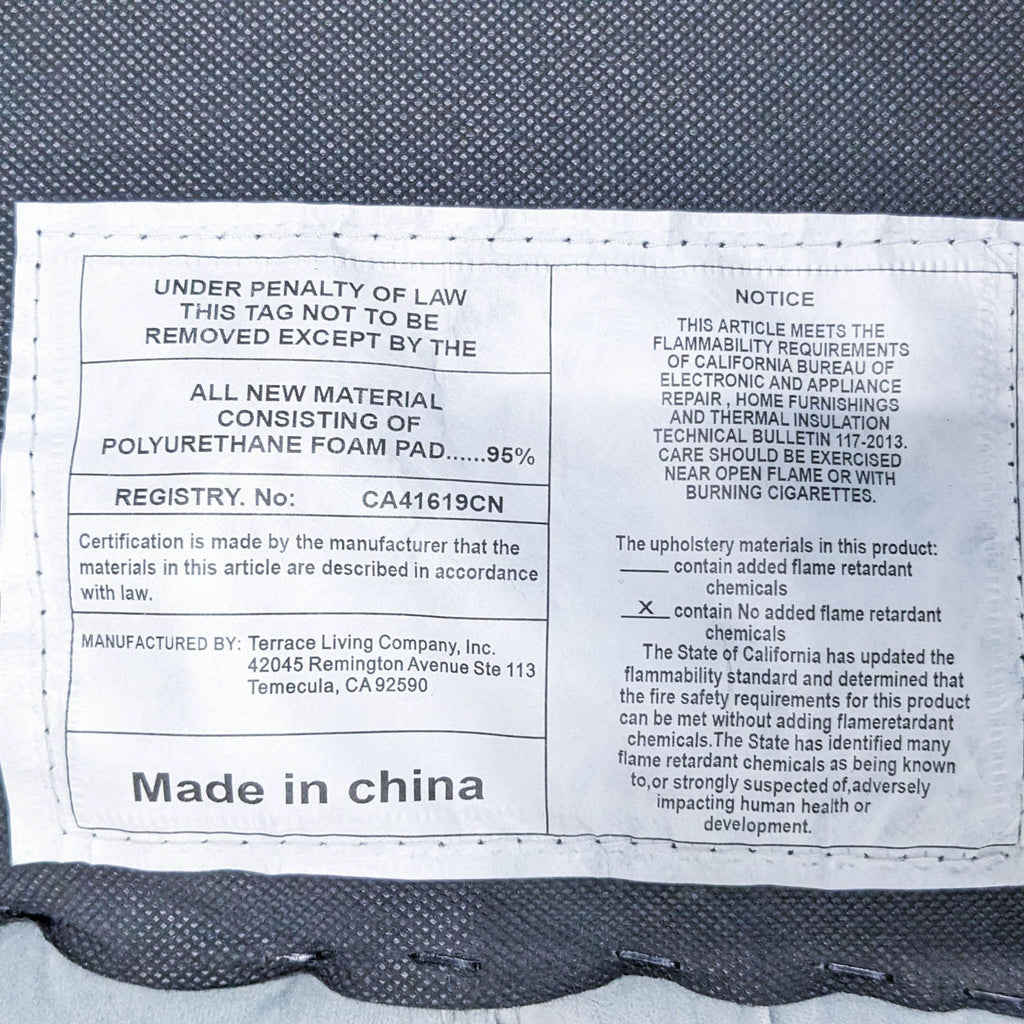 UNDER PENALTY OF LAW
THIS TAG NOT TO BE
REMOVED EXCEPT BY THE
ALL NEW MATERIAL
CONSISTING OF
POLYURETHANE FOAM PAD......95%
REGISTRY. No: CA41619CN
Certification is made by the manufacturer that the
materials in this article are described in accordance
with law.
MANUFACTURED BY: Terrace Living Company, Inc.
42045 Remington Avenue Ste 113
Temecula, CA 92590
Made in china
NOTICE
THIS ARTICLE MEETS THE
FLAMMABILITY REQUIREMENTS
OF CALIFORNIA BUREAU OF
ELECTRONIC AND APPLIANCE
REPAIR , HOME FURNISHINGS
AND THERMAL INSULATION
TECHNICAL BULLETIN 117-2013.
CARE SHOULD BE EXERCISED
NEAR OPEN FLAME OR WITH
BURNING CIGARETTES.
The upholstery materials in this product:
_____ contain added flame retardant
chemicals
__X__ contain No added flame retardant
chemicals
The State of California has updated the
flammability standard and determined that
the fire safety requirements for this product
can be met without adding flameretardant
chemicals.The State has identified many
flame retardant chemicals as being known
to,or strongly suspected of,adversely
impacting human health or
development.